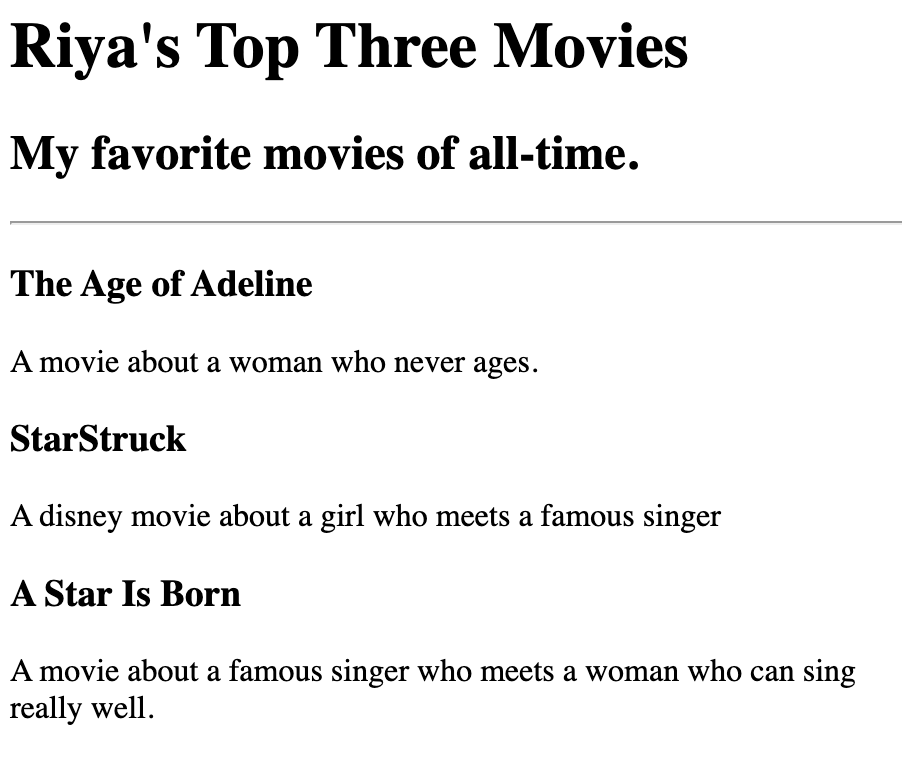 Riya's Top Three Movies
My favorite movies of all-time.
The Age of Adeline
A movie about a woman who never ages.
StarStruck
A disney movie about a girl who meets a famous singer
A Star Is Born
A movie about a famous singer who meets a woman who can sing
really well.